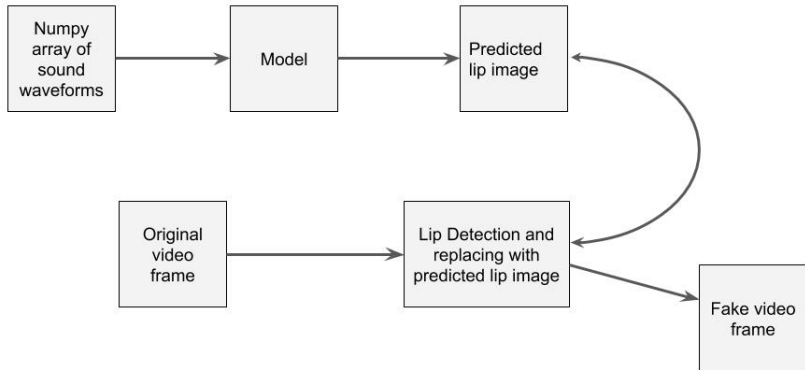 Numpy
array of
sound
waveforms
Model
Predicted
lip image
Original
video
frame
Lip Detection and
replacing with
predicted lip image
Fake video
frame